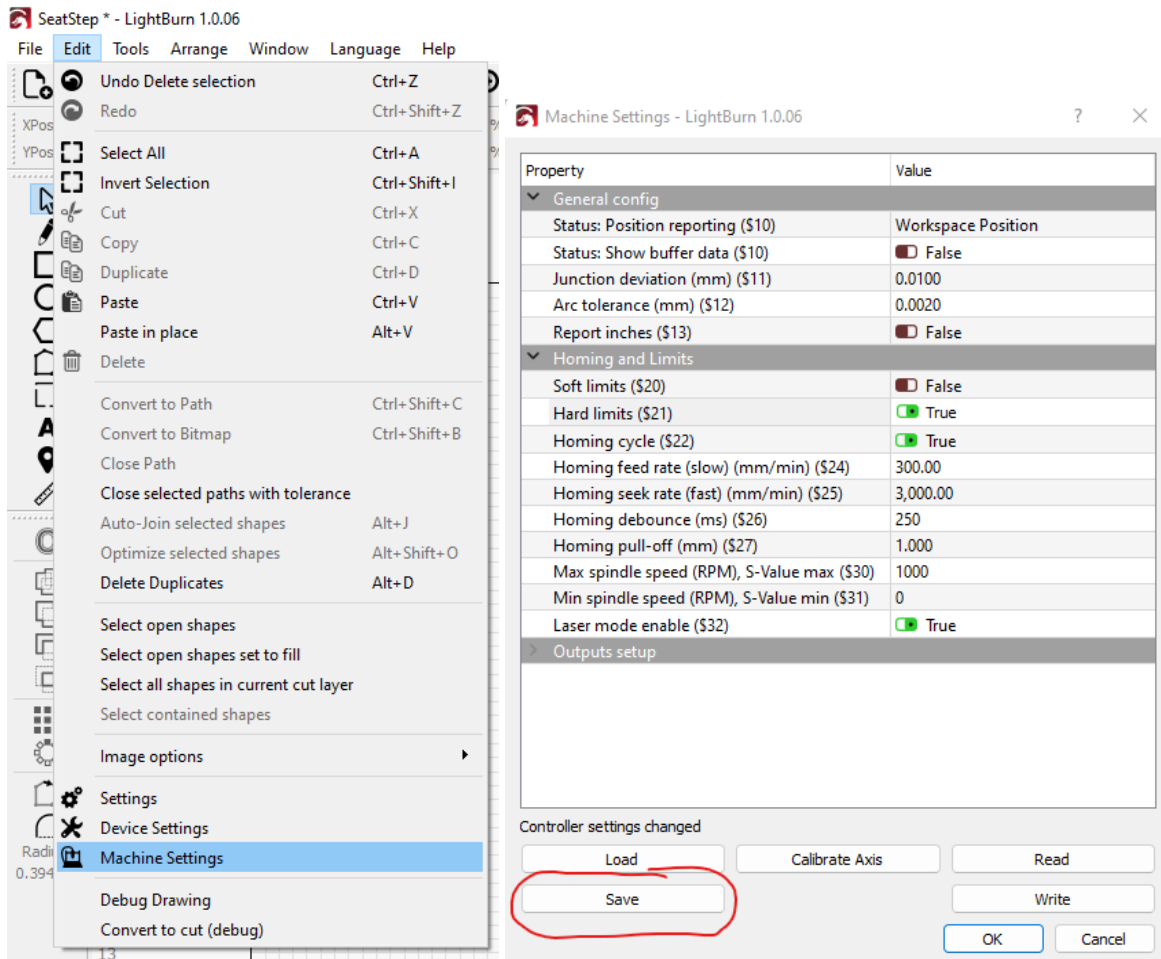 SeatStep * - LightBurn 1.0.06
File Edit Tools Arrange Window Language Help
Undo Delete selection Ctrl+Z
Redo Ctrl+Shift+Z
XPos
YPos
Select All Ctrl+A
Invert Selection Ctrl+Shift+I
Cut Ctrl+X
Copy Ctrl+C
Duplicate Ctrl+D
Paste Ctrl+V
Paste in place Alt+V
Delete
Convert to Path Ctrl+Shift+C
Convert to Bitmap Ctrl+Shift+B
Close Path
Close selected paths with tolerance
Auto-Join selected shapes Alt+J
Optimize selected shapes Alt+Shift+O
Delete Duplicates Alt+D
Select open shapes
Select open shapes set to fill
Select all shapes in current cut layer
Select contained shapes
Image options
Settings
Device Settings
Machine Settings
Radi
0.394
Debug Drawing
Convert to cut (debug)
13
Machine Settings - LightBurn 1.0.06 ?
Property Value
General config
Status: Position reporting ($10) Workspace Position
Status: Show buffer data ($10) False
Junction deviation (mm) ($11) 0.0100
Arc tolerance (mm) ($12) 0.0020
Report inches ($13) False
Homing and Limits
Soft limits ($20) False
Hard limits ($21) True
Homing cycle ($22) True
Homing feed rate (slow) (mm/min) ($24) 300.00
Homing seek rate (fast) (mm/min) ($25) 3,000.00
Homing debounce (ms) ($26) 250
Homing pull-off (mm) ($27) 1.000
Max spindle speed (RPM), S-Value max ($30) 1000
Min spindle speed (RPM), S-Value min ($31) 0
Laser mode enable ($32) True
Outputs setup
Controller settings changed
Load Calibrate Axis Read
Save Write
OK Cancel